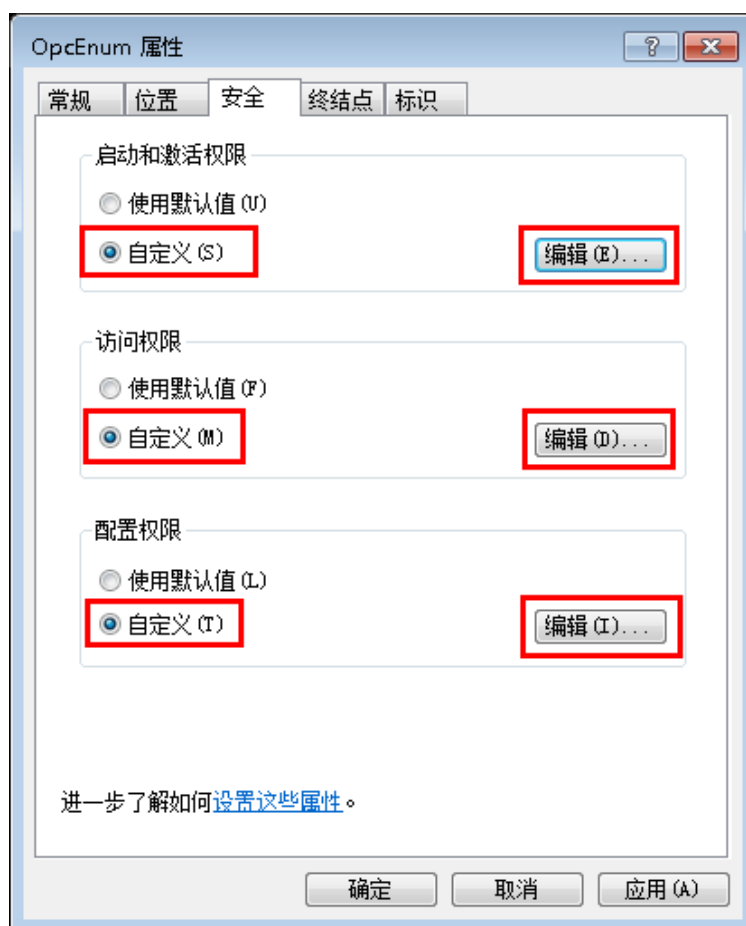 OpcEnum 属性
常规 位置 安全 终结点 标识
启动和激活权限
使用默认值(U)
自定义(S) 编辑(E)...
访问权限
使用默认值(F)
自定义(M) 编辑(D)...
配置权限
使用默认值(L)
自定义(T) 编辑(I)...
进一步了解如何设置这些属性。
确定 取消 应用(A)